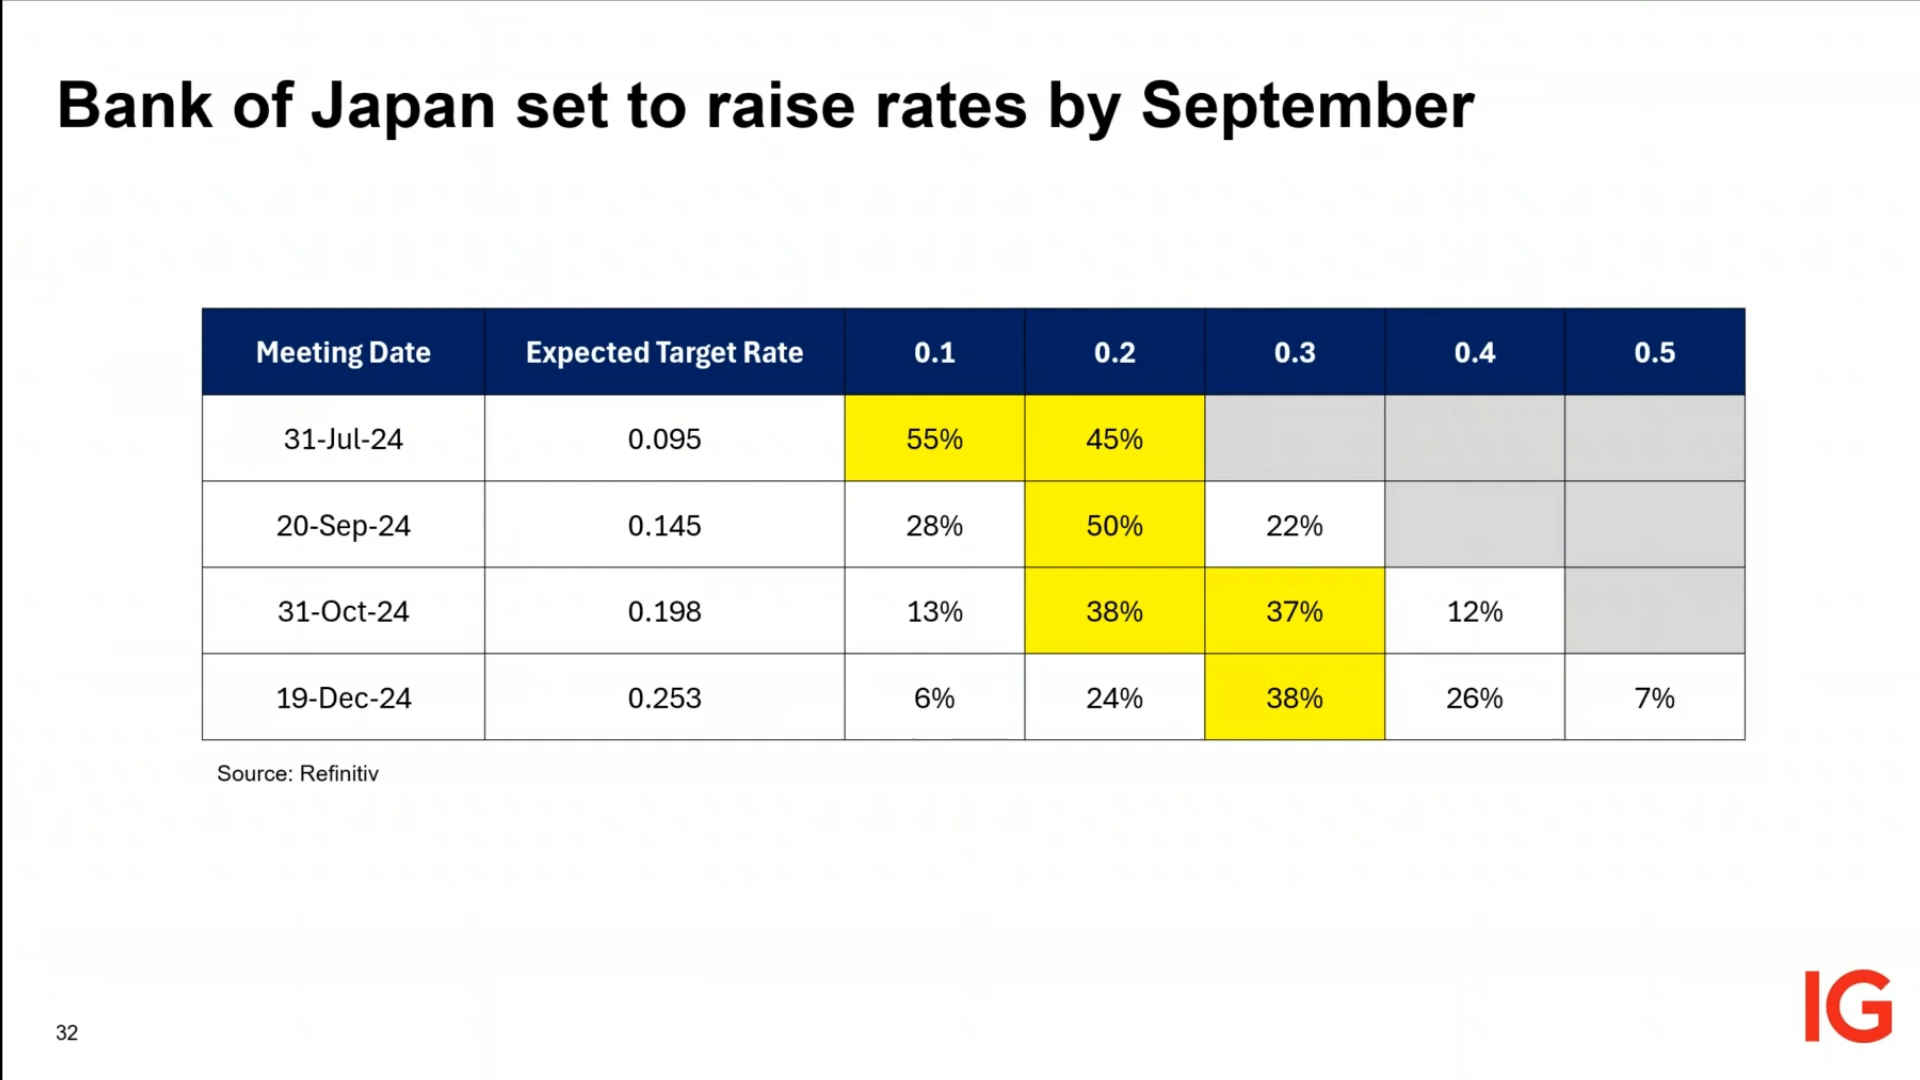 Bank of Japan set to raise rates by September
Meeting Date Expected Target Rate 0.1 0.2 0.3 0.4 0.5
31-Jul-24 0.095 55% 45%
20-Sep-24 0.145 28% 50% 22%
31-Oct-24 0.198 13% 38% 37% 12%
19-Dec-24 0.253 6% 24% 38% 26% 7%
Source: Refinitiv
32
IG